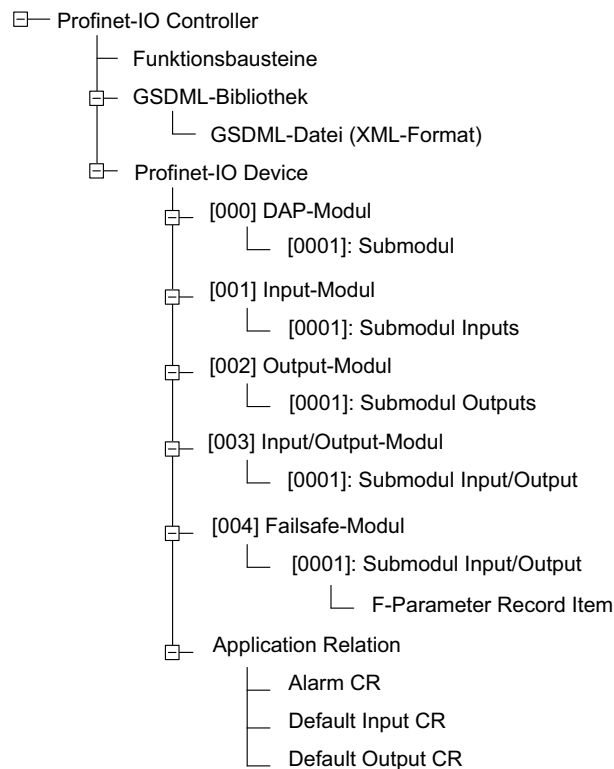 Profinet-IO Controller
Funktionsbausteine
GSDML-Bibliothek
GSDML-Datei (XML-Format)
Profinet-IO Device
[000] DAP-Modul
[0001]: Submodul
[001] Input-Modul
[0001]: Submodul Inputs
[002] Output-Modul
[0001]: Submodul Outputs
[003] Input/Output-Modul
[0001]: Submodul Input/Output
[004] Failsafe-Modul
[0001]: Submodul Input/Output
F-Parameter Record Item
Application Relation
Alarm CR
Default Input CR
Default Output CR